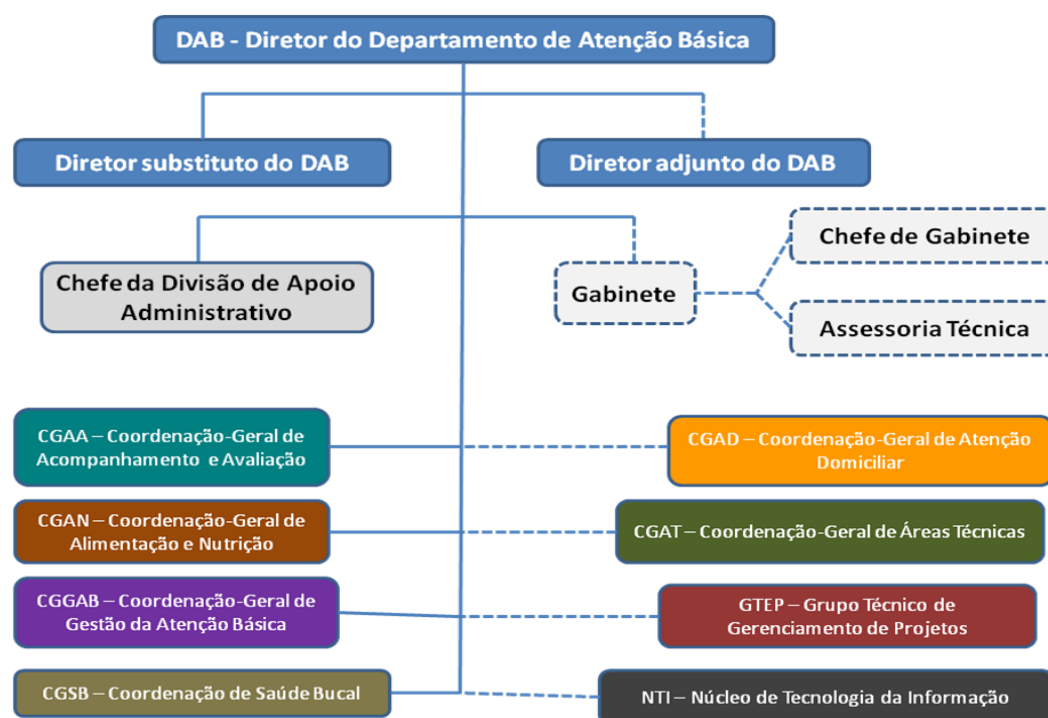 DAB - Diretor do Departamento de Atenção Básica
Diretor substituto do DAB
Diretor adjunto do DAB
Chefe da Divisão de Apoio
Administrativo
Gabinete
Chefe de Gabinete
Assessoria Técnica
CGAA – Coordenação-Geral de
Acompanhamento e Avaliação
CGAD – Coordenação-Geral de Atenção
Domiciliar
CGAN – Coordenação-Geral de
Alimentação e Nutrição
CGAT – Coordenação-Geral de Áreas Técnicas
CGGAB – Coordenação-Geral de
Gestão da Atenção Básica
GTEP – Grupo Técnico de
Gerenciamento de Projetos
CGSB – Coordenação de Saúde Bucal
NTI – Núcleo de Tecnologia da Informação